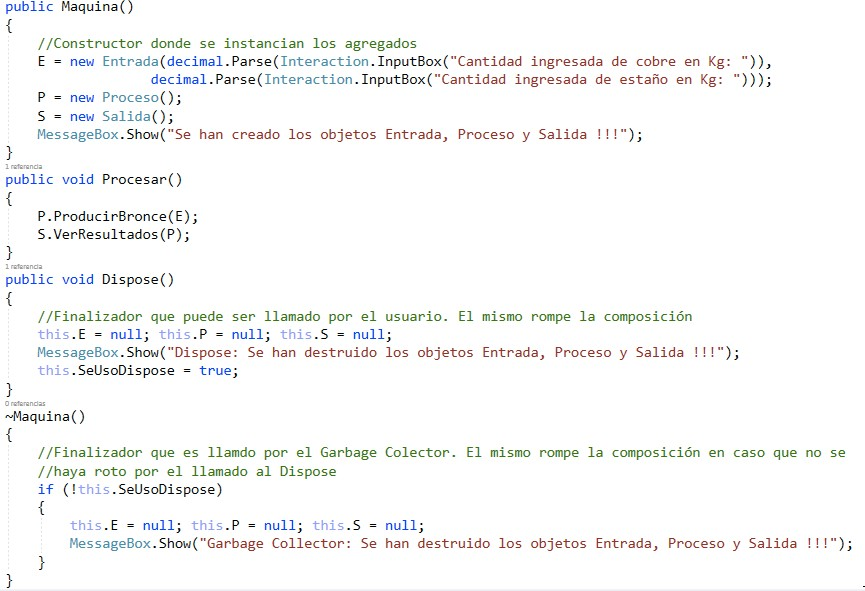 public Maquina()
{
//Constructor donde se instancian los agregados
E = new Entrada(decimal.Parse(Interaction.InputBox("Cantidad ingresada de cobre en Kg: ")),
decimal.Parse(Interaction.InputBox("Cantidad ingresada de estaño en Kg: ")));
P = new Proceso();
S = new Salida();
MessageBox.Show("Se han creado los objetos Entrada, Proceso y Salida !!!");
}
1 referencia
public void Procesar()
{
P.ProducirBronce(E);
S.VerResultados(P);
}
1 referencia
public void Dispose()
{
//Finalizador que puede ser llamado por el usuario. El mismo rompe la composición
this.E = null; this.P = null; this.S = null;
MessageBox.Show("Dispose: Se han destruido los objetos Entrada, Proceso y Salida !!!");
this.SeUsoDispose = true;
}
0 referencias
~Maquina()
{
//Finalizador que es llamdo por el Garbage Colector. El mismo rompe la composición en caso que no se
//haya roto por el llamado al Dispose
if (!this.SeUsoDispose)
{
this.E = null; this.P = null; this.S = null;
MessageBox.Show("Garbage Collector: Se han destruido los objetos Entrada, Proceso y Salida !!!");
}
}